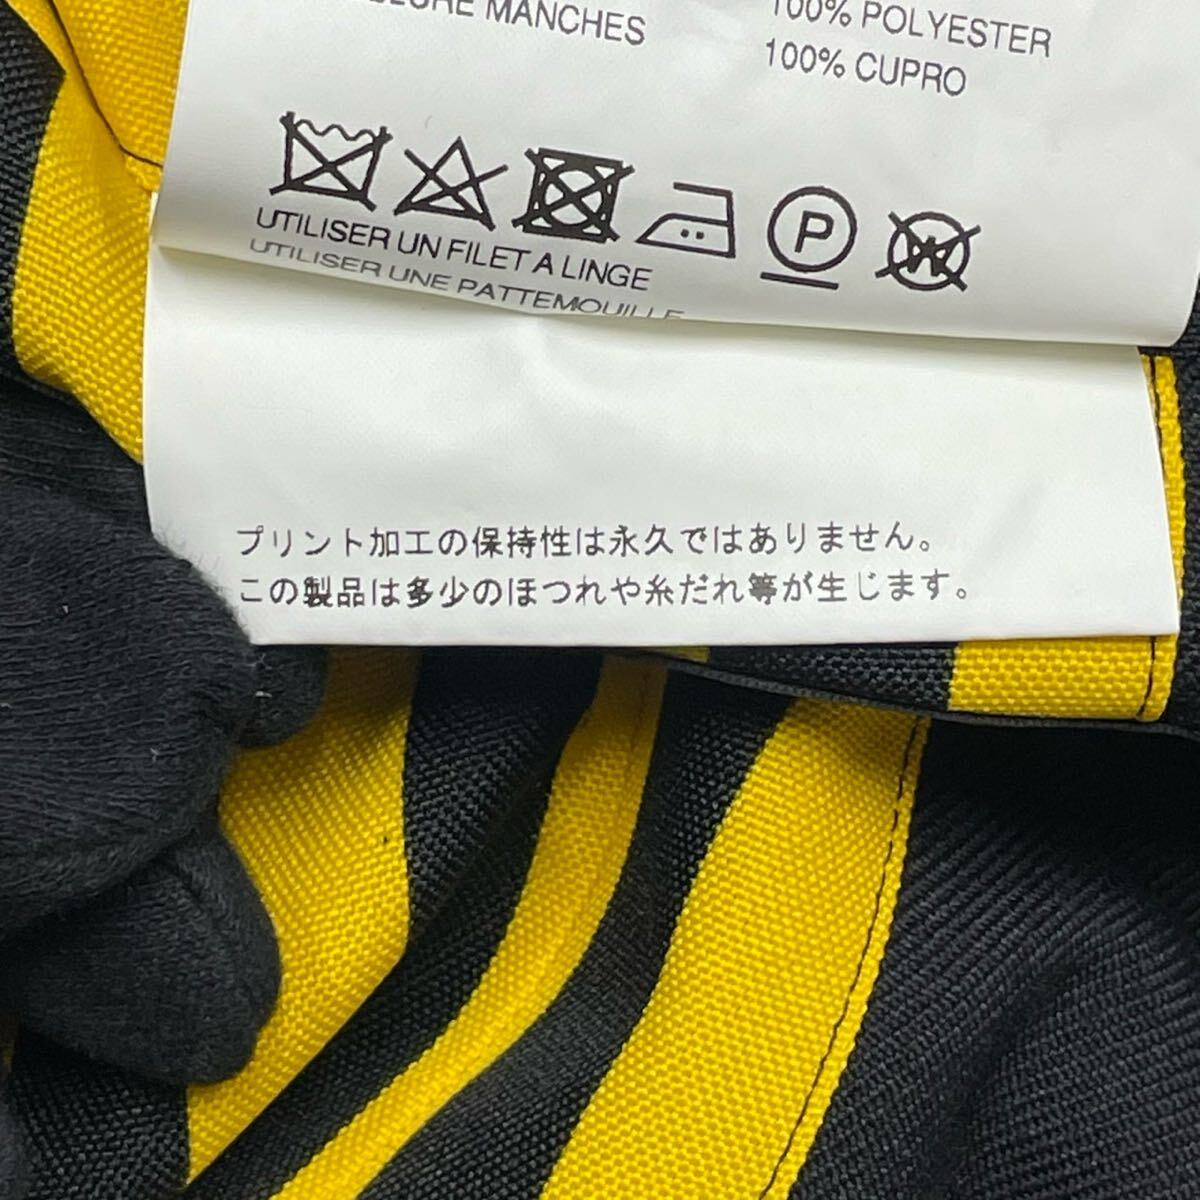 MANCHES
100% POLYESTER
100% CUPRO
P
W
UTILISER UN FILET A LINGE
UTILISER UNE PATTEMOUILLE
プリント加工の保持性は永久ではありません。
この製品は多少のほつれや糸だれ等が生じます。